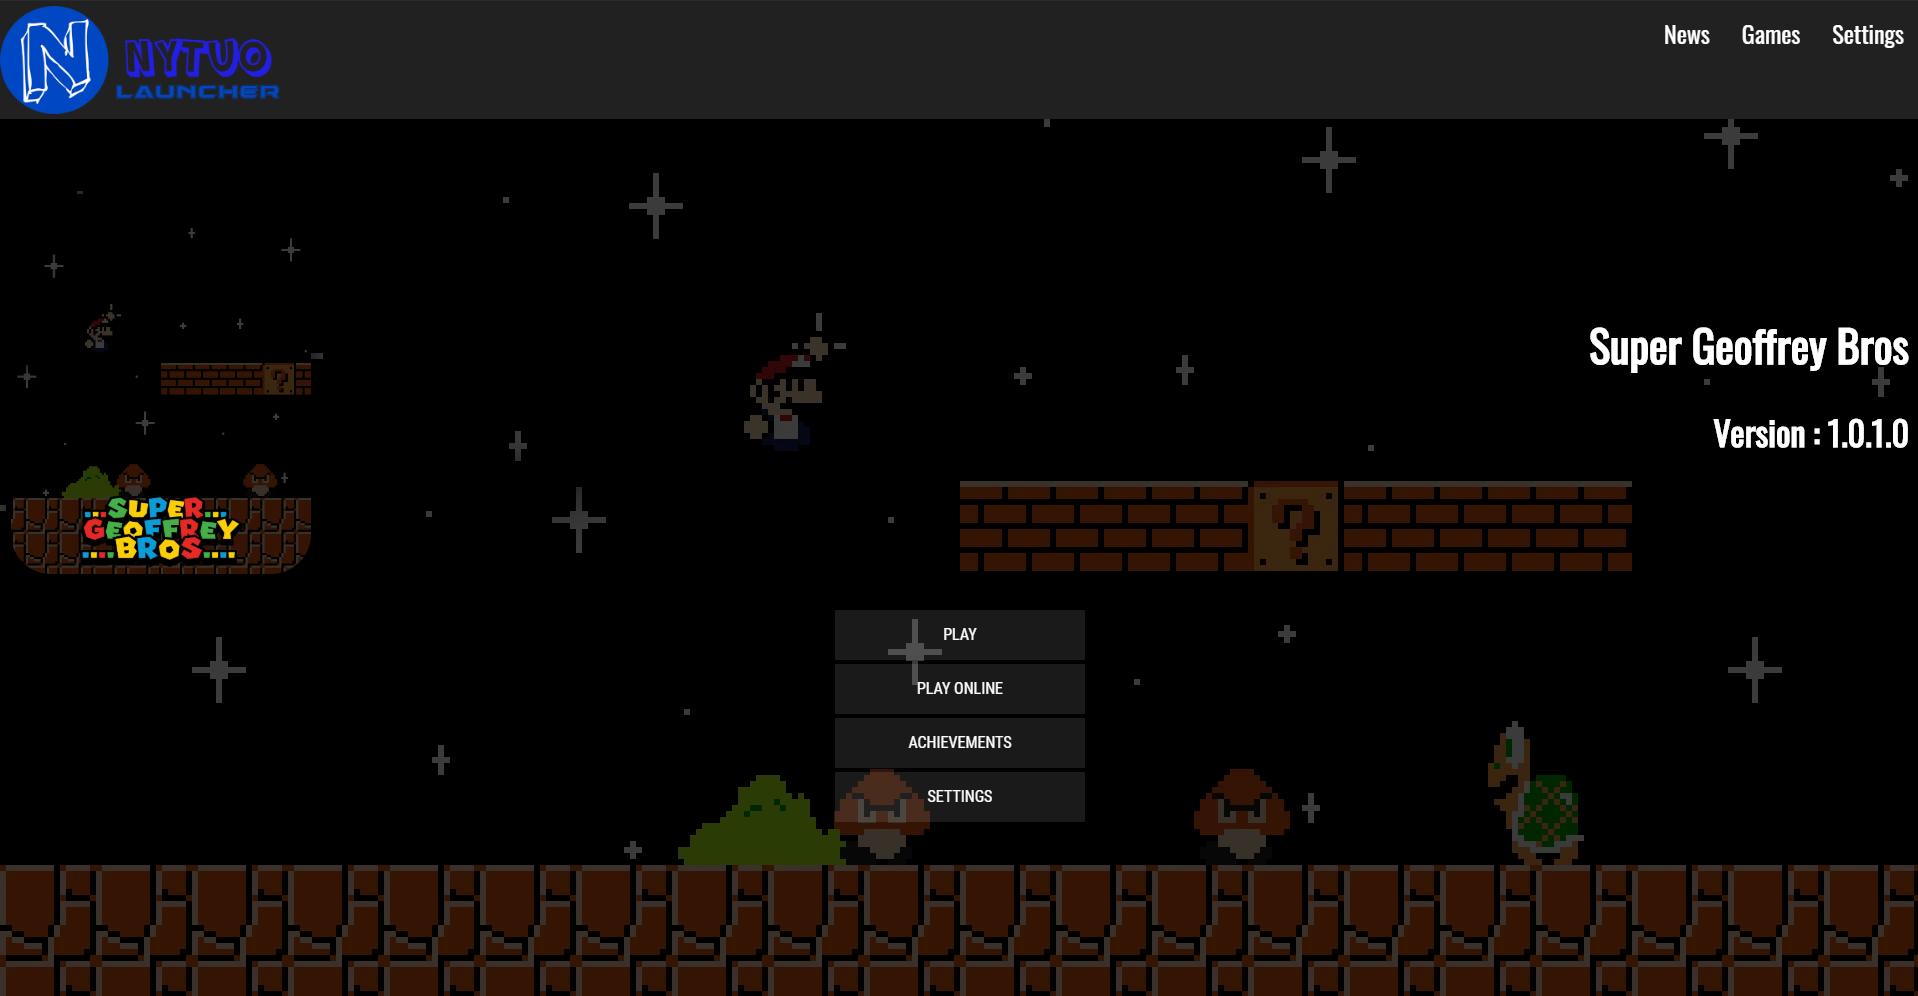 N
NYTUO
LAUNCHER
News
Games
Settings
Super Geoffrey Bros
Version : 1.0.1.0
?
SUPER
GEOFFREY
BROS
?
PLAY
PLAY ONLINE
ACHIEVEMENTS
SETTINGS